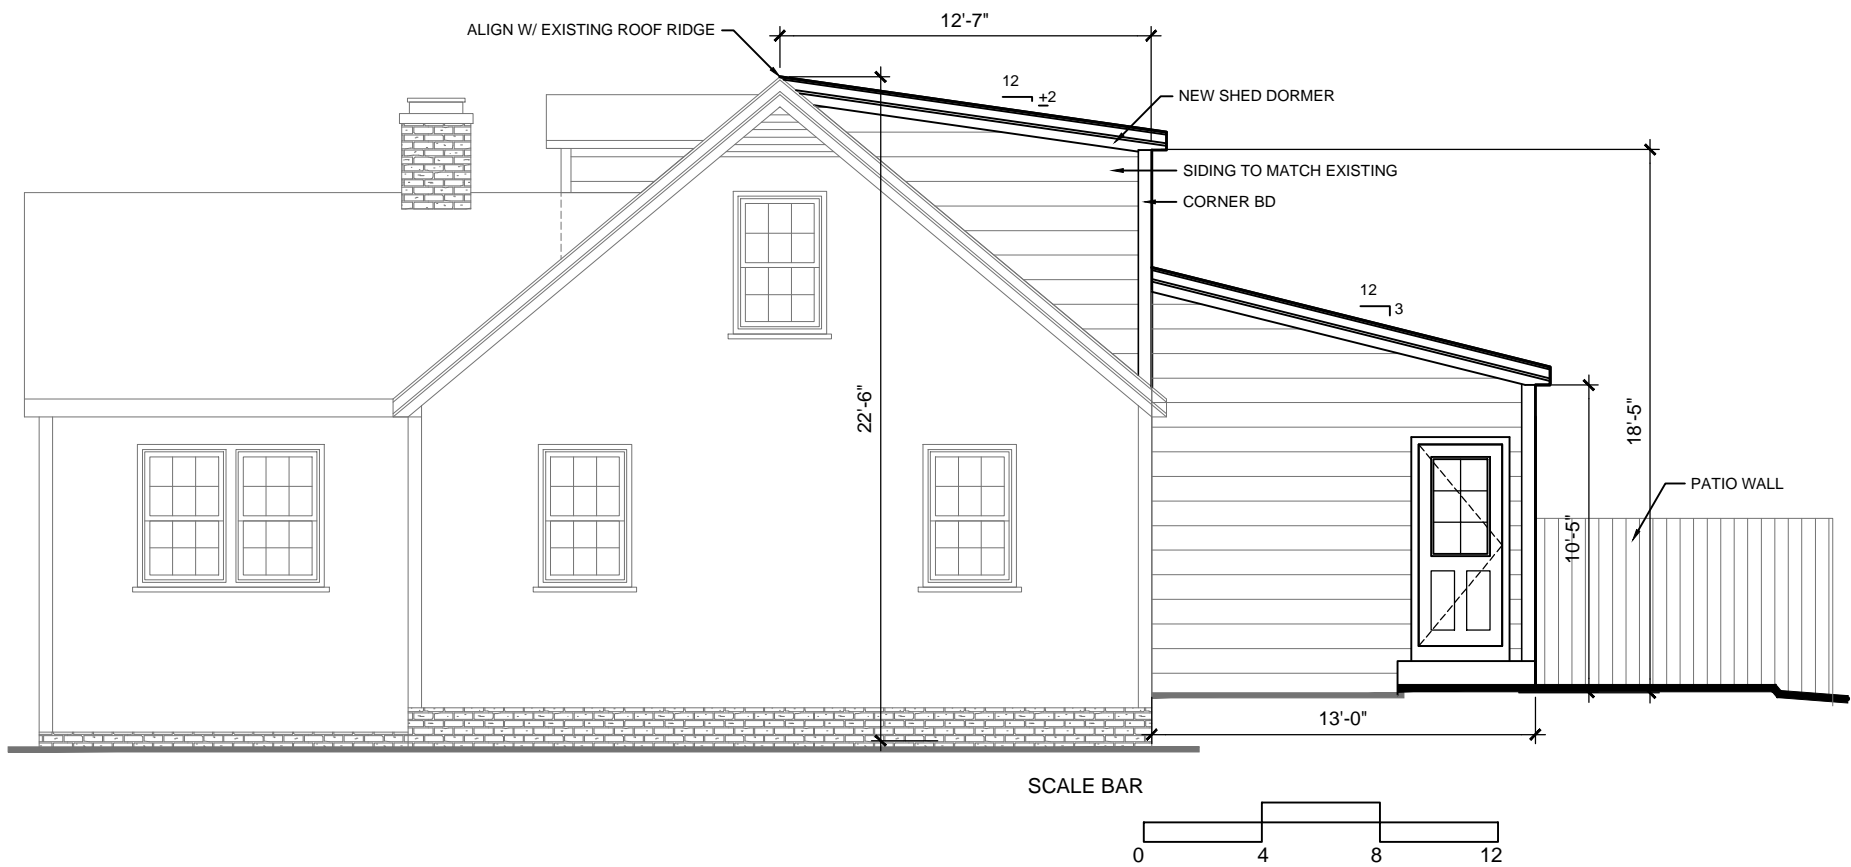 12'-7"
ALIGN W/ EXISTING ROOF RIDGE
12
+2
NEW SHED DORMER
SIDING TO MATCH EXISTING
CORNER BD
12
3
22'-6"
18'-5"
PATIO WALL
10'-5"
13'-0"
SCALE BAR
0 4 8 12